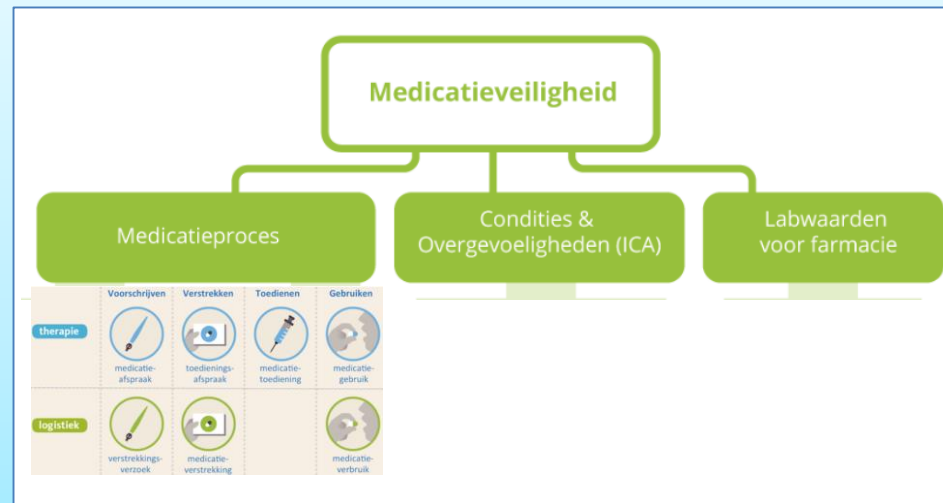 Medicatieveiligheid
Medicatieproces
Condities &
Overgevoeligheden (ICA)
Labwaarden
voor farmacie
Voorschrijven Verstrekken Toedienen Gebruiken
therapie
medicatie-
afspraak
toedienings-
afspraak
medicatie-
toediening
medicatie-
gebruik
logistiek
verstrekkings-
verzoek
medicatie-
verstrekking
medicatie-
verbruik